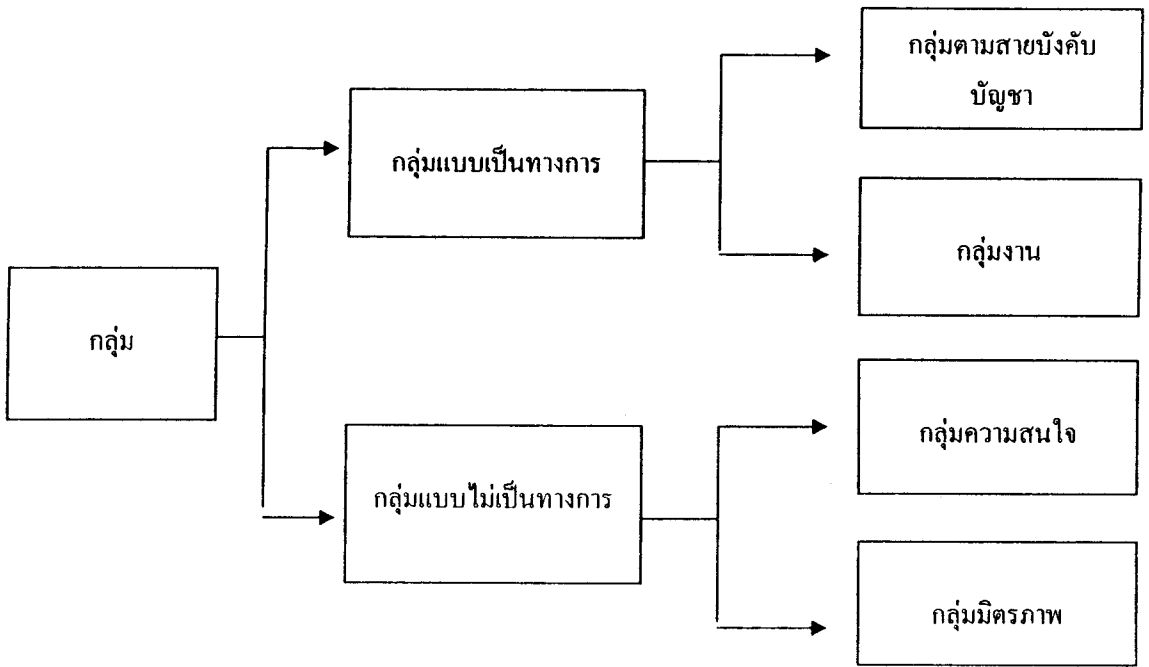 กลุ่มตามสายบังคับ
บัญชา
กลุ่มแบบเป็นทางการ
กลุ่มงาน
กลุ่ม
กลุ่มความสนใจ
กลุ่มแบบไม่เป็นทางการ
กลุ่มมิตรภาพ